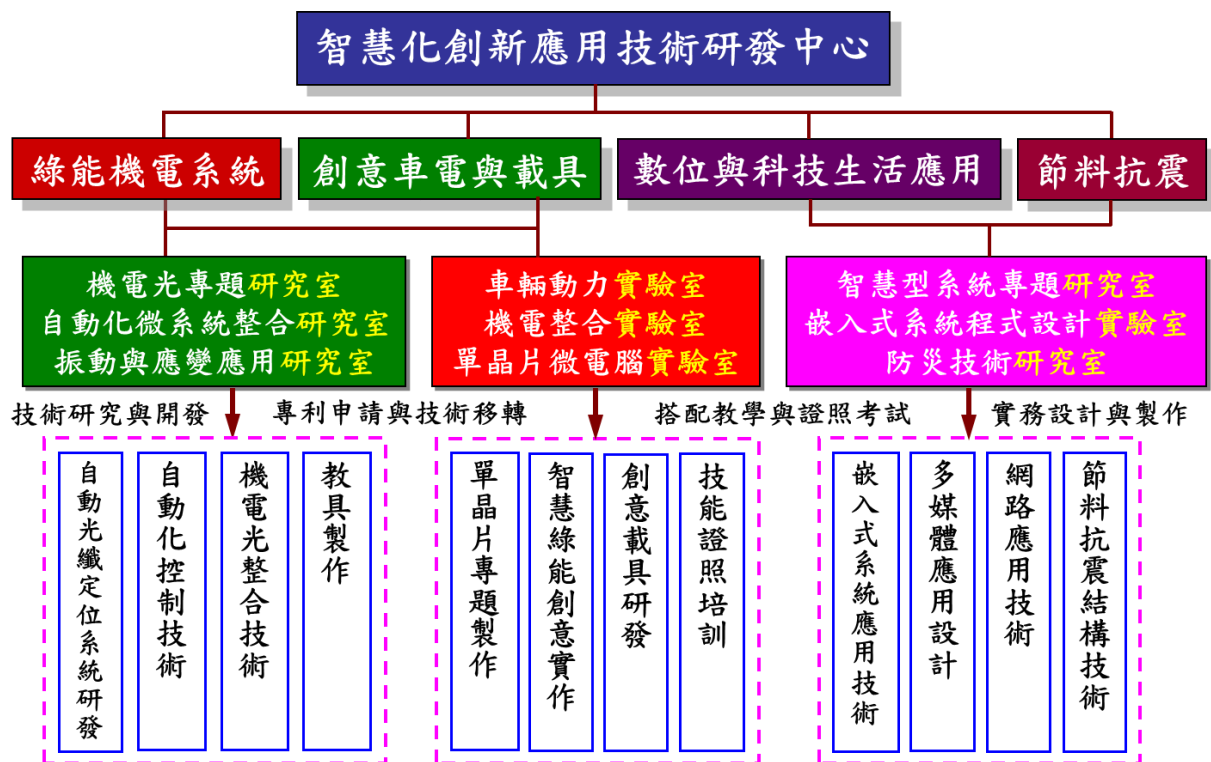 智慧化創新應用技術研發中心
綠能機電系統
創意車電與載具
數位與科技生活應用
節料抗震
機電光專題研究室
自動化微系統整合研究室
振動與應變應用研究室
車輛動力實驗室
機電整合實驗室
單晶片微電腦實驗室
智慧型系統專題研究室
嵌入式系統程式設計實驗室
防災技術研究室
技術研究與開發
專利申請與技術移轉
搭配教學與證照考試
實務設計與製作
自動光纖定位系統研發
自動化控制技術
機電光整合技術
教具製作
單晶片專題製作
智慧綠能創意實作
創意載具研發
技能證照培訓
嵌入式系統應用技術
多媒體應用設計
網路應用技術
節料抗震結構技術